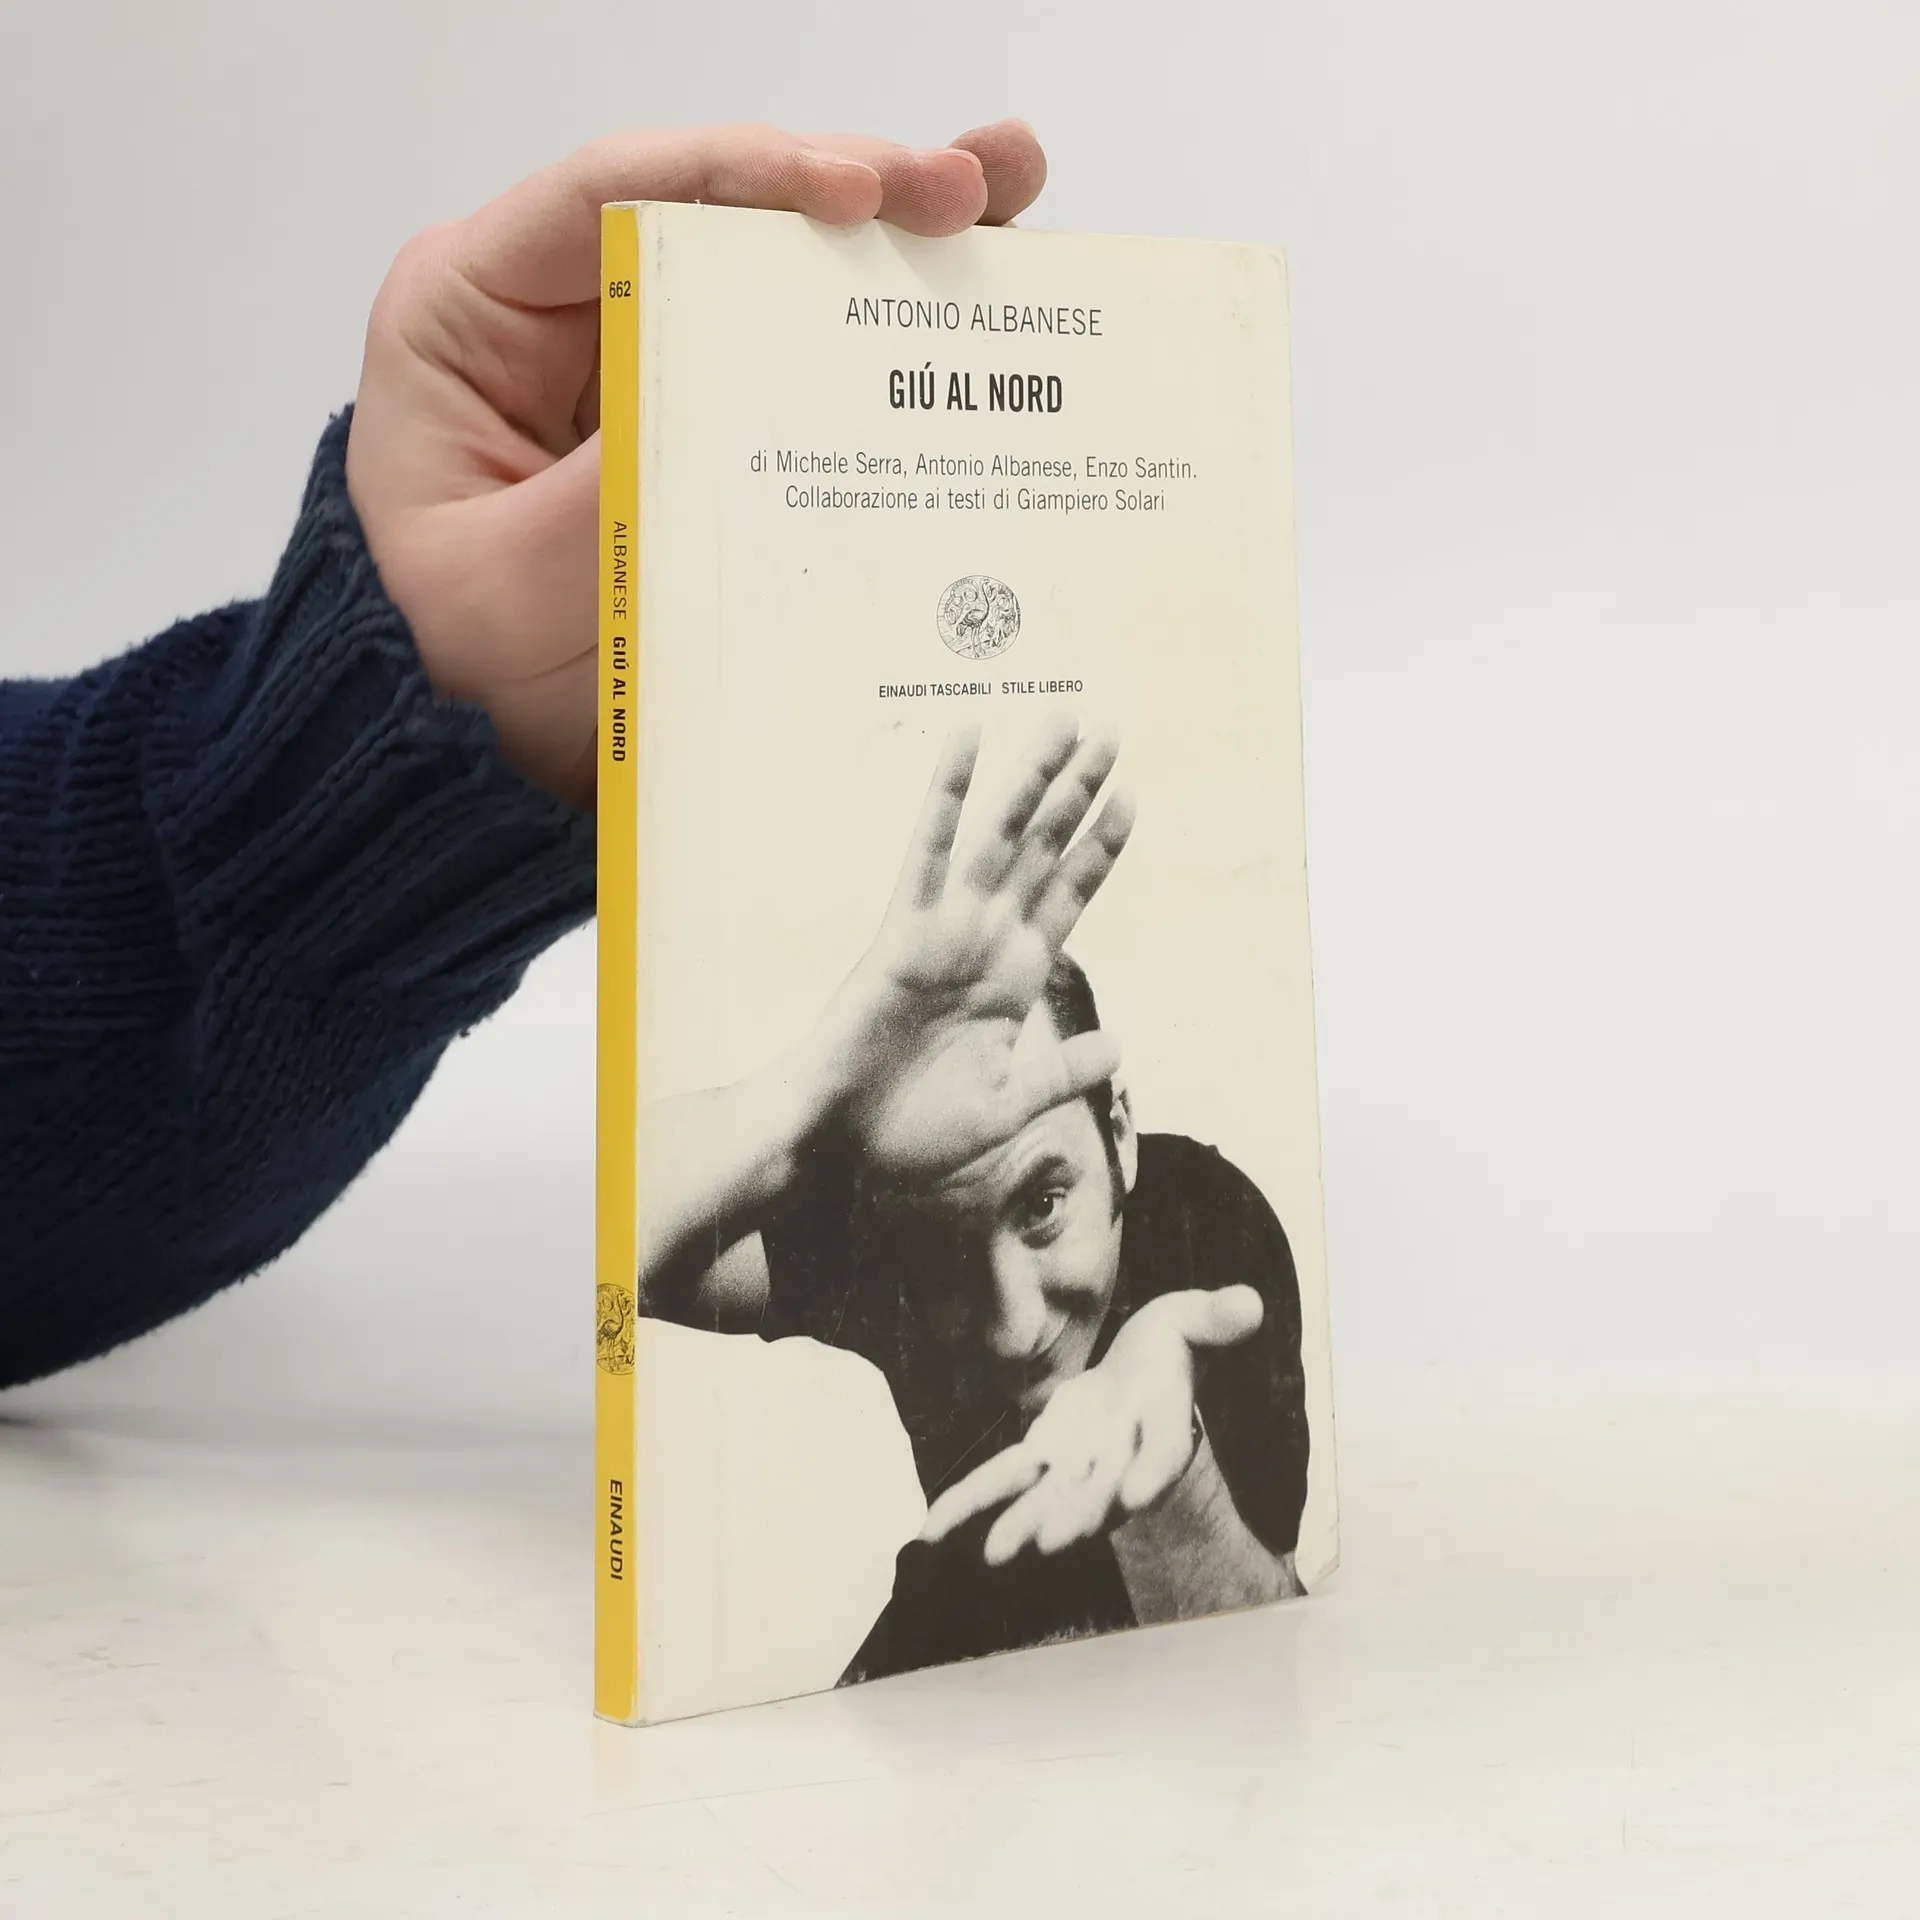 662
ALBANESE GIÚ AL NORD
EINAUDI
ANTONIO ALBANESE
GIÚ AL NORD
di Michele Serra, Antonio Albanese, Enzo Santin.
Collaborazione ai testi di Giampiero Solari
EINAUDI TASCABILI STILE LIBERO